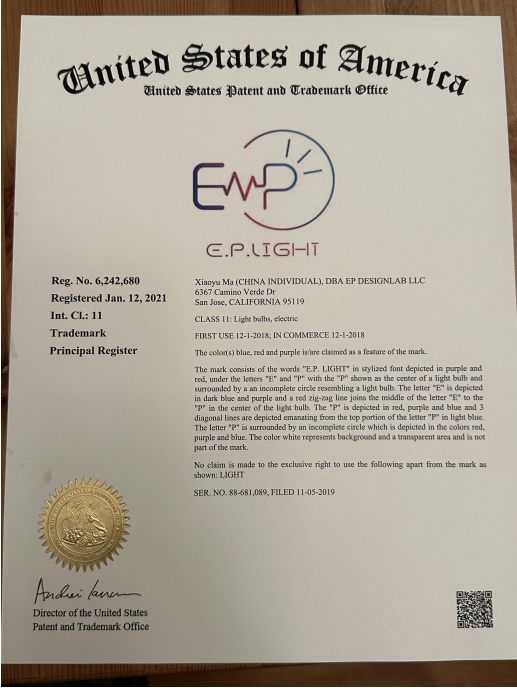 United States of America
United States Patent and Trademark Office
E P
E.P.LIGHT
Reg. No. 6,242,680
Registered Jan. 12, 2021
Int. Cl.: 11
Trademark
Principal Register
Xiaoyu Ma (CHINA INDIVIDUAL), DBA EP DESIGNLAB LLC
6367 Camino Verde Dr
San Jose, CALIFORNIA 95119
CLASS 11: Light bulbs, electric
FIRST USE 12-1-2018; IN COMMERCE 12-1-2018
The color(s) blue, red and purple is/are claimed as a feature of the mark.
The mark consists of the words "E.P. LIGHT" in stylized font depicted in purple and
red, under the letters "E" and "P" with the "P" shown as the center of a light bulb and
surrounded by an incomplete circle resembling a light bulb. The letter "E" is depicted
in dark blue and purple and a red zig-zag line joins the middle of the letter "E" to the
"P" in the center of the light bulb. The "P" is depicted in red, purple and blue and 3
diagonal lines are depicted emanating from the top portion of the letter "P" in light blue.
The letter "P" is surrounded by an incomplete circle which is depicted in the colors red,
purple and blue. The color white represents background and a transparent area and is not
part of the mark.
No claim is made to the exclusive right to use the following apart from the mark as
shown: LIGHT
SER. NO. 88-681,089, FILED 11-05-2019
Director of the United States
Patent and Trademark Office